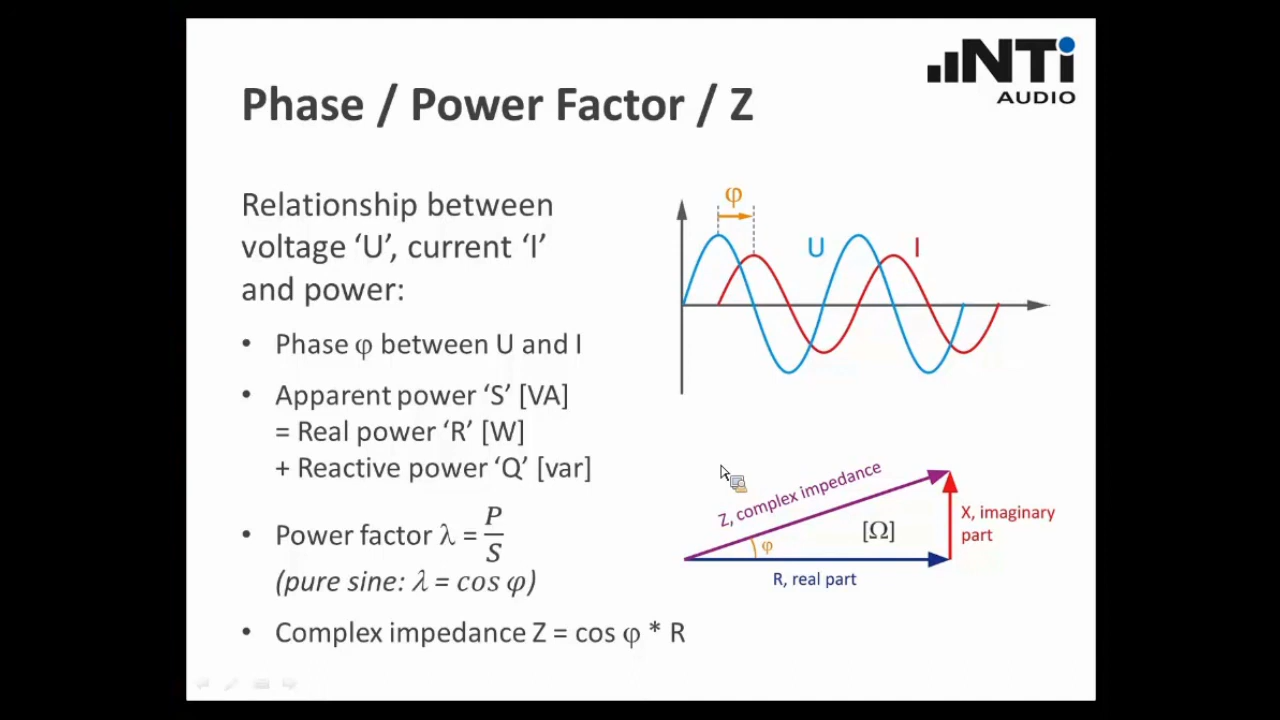 NTi
AUDIO
Phase / Power Factor / Z
Relationship between
voltage ‘U’, current ‘I’
and power:
• Phase φ between U and I
• Apparent power ‘S’ [VA]
= Real power ‘R’ [W]
+ Reactive power ‘Q’ [var]
• Power factor λ = P/S
(pure sine: λ = cos φ)
• Complex impedance Z = cos φ * R
φ
U
I
Z, complex impedance
X, imaginary
part
[Ω]
φ
R, real part